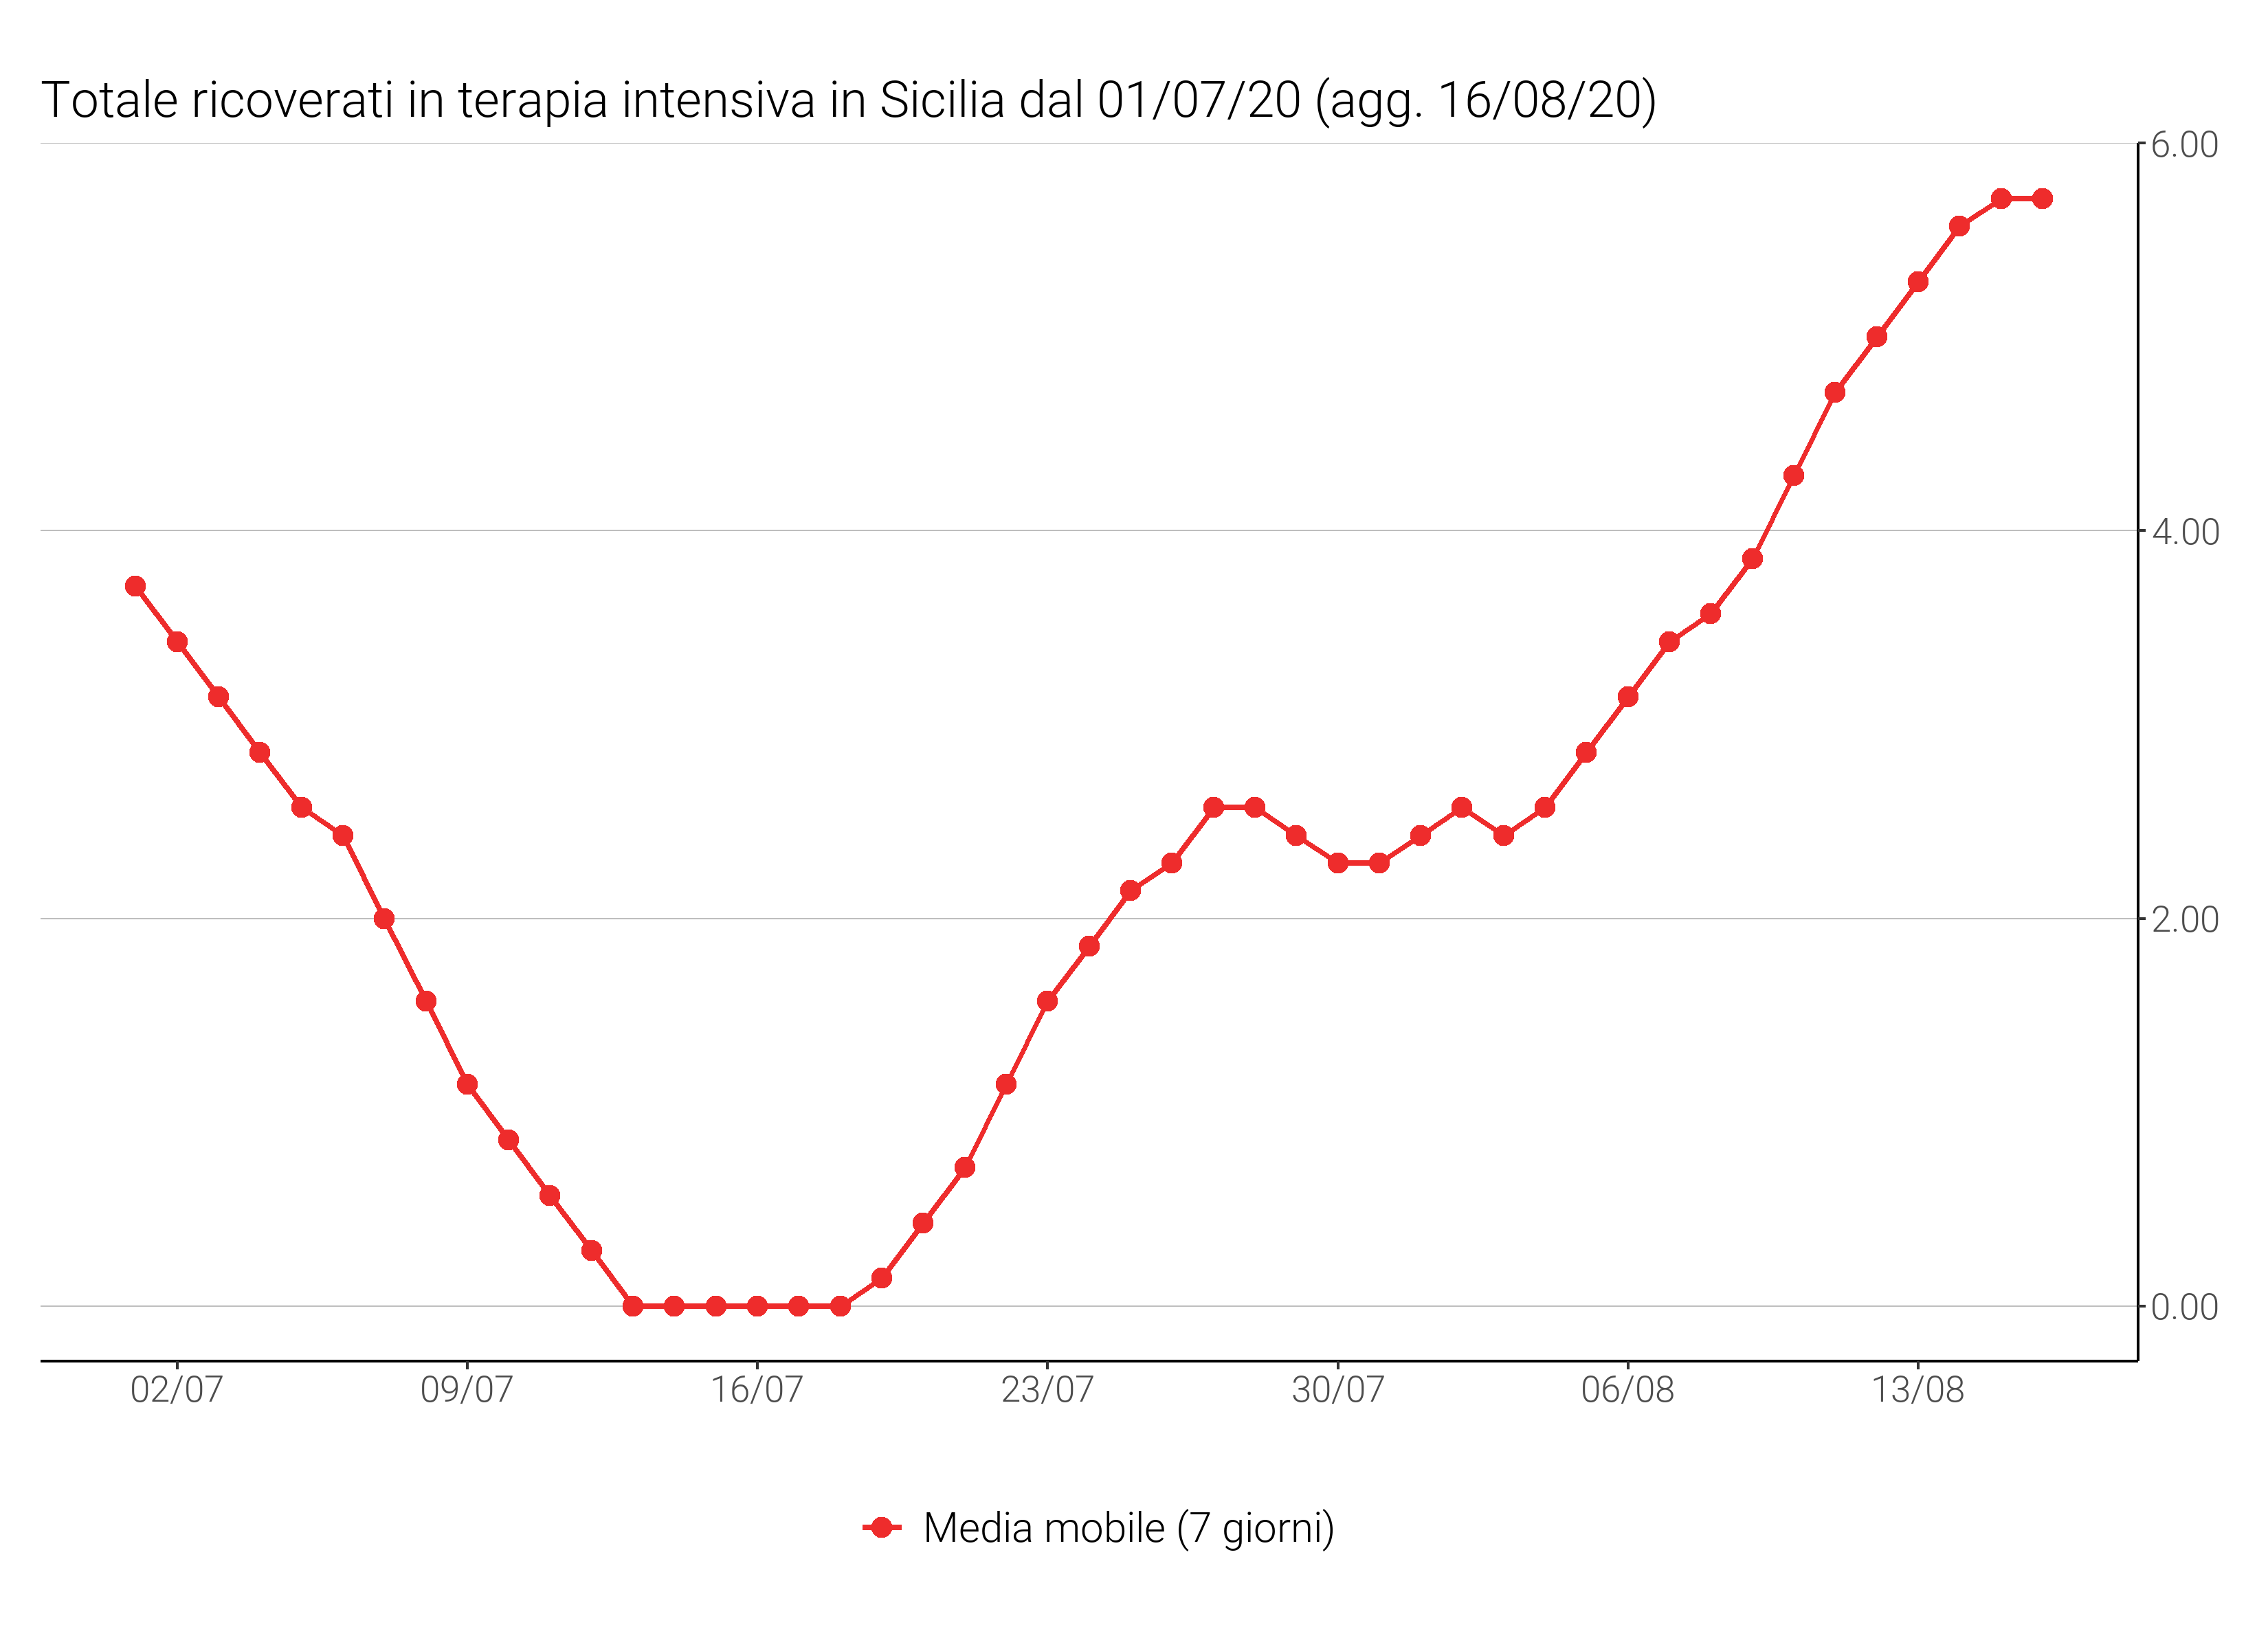 Totale ricoverati in terapia intensiva in Sicilia dal 01/07/20 (agg. 16/08/20)
6.00
4.00
2.00
0.00
02/07 09/07 16/07 23/07 30/07 06/08 13/08
Media mobile (7 giorni)